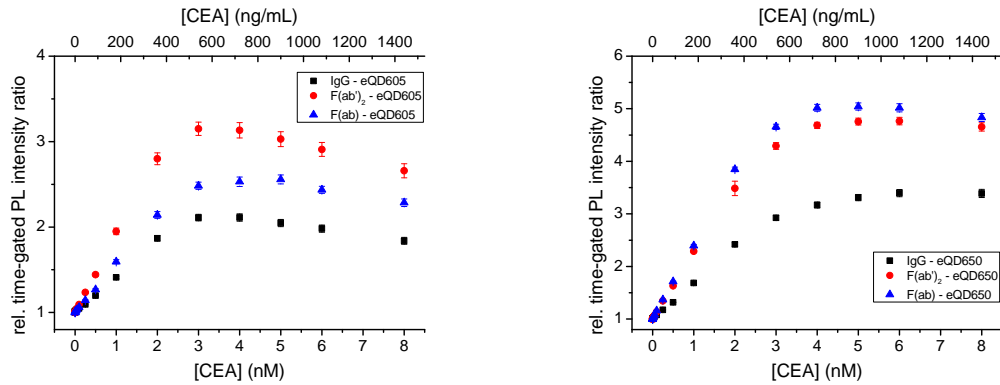 [CEA] (ng/mL)
0 200 400 600 800 1000 1200 1400
4
3
2
1
rel. time-gated PL intensity ratio
IgG - eQD605
F(ab')₂ - eQD605
F(ab) - eQD605
0 1 2 3 4 5 6 7 8
[CEA] (nM)
[CEA] (ng/mL)
0 200 400 600 800 1000 1200 1400
6
5
4
3
2
1
rel. time-gated PL intensity ratio
IgG - eQD650
F(ab')₂ - eQD650
F(ab) - eQD650
0 1 2 3 4 5 6 7 8
[CEA] (nM)